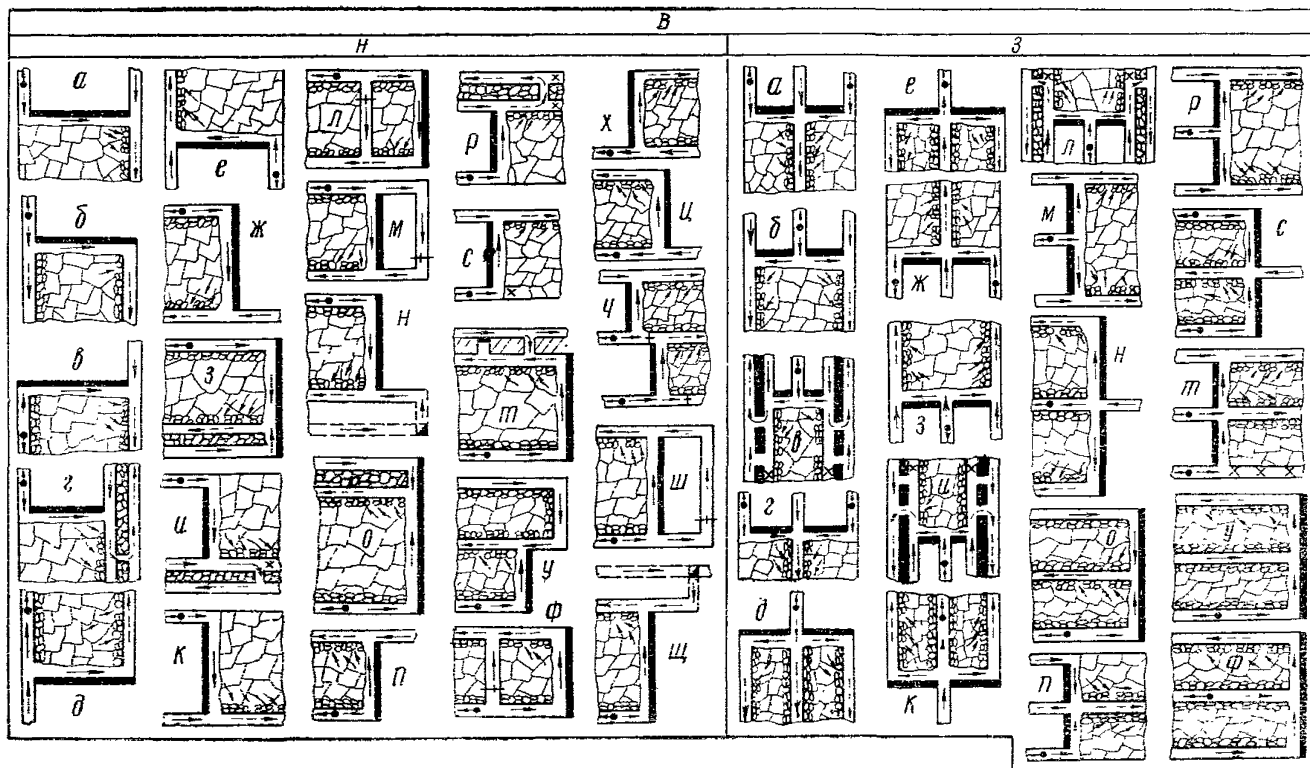 В
Н
З
а
б
в
г
д
е
ж
з
и
к
л
м
н
о
п
р
с
т
у
ф
х
ц
ч
ш
щ
а
б
в
г
д
е
ж
з
и
к
л
м
н
о
п
р
с
т
у
ф